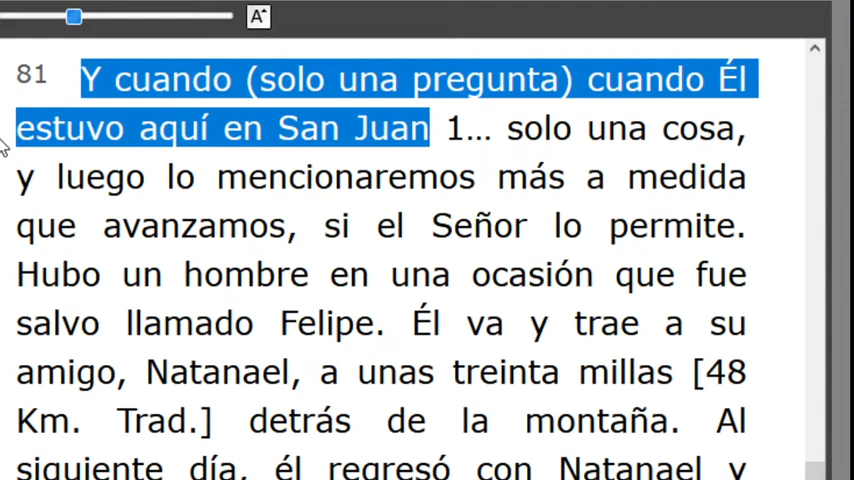 A
81 Y cuando (solo una pregunta) cuando Él
estuvo aquí en San Juan 1… solo una cosa,
y luego lo mencionaremos más a medida
que avanzamos, si el Señor lo permite.
Hubo un hombre en una ocasión que fue
salvo llamado Felipe. Él va y trae a su
amigo, Natanael, a unas treinta millas [48
Km. Trad.] detrás de la montaña. Al
siguiente día, él regresó con Natanael y